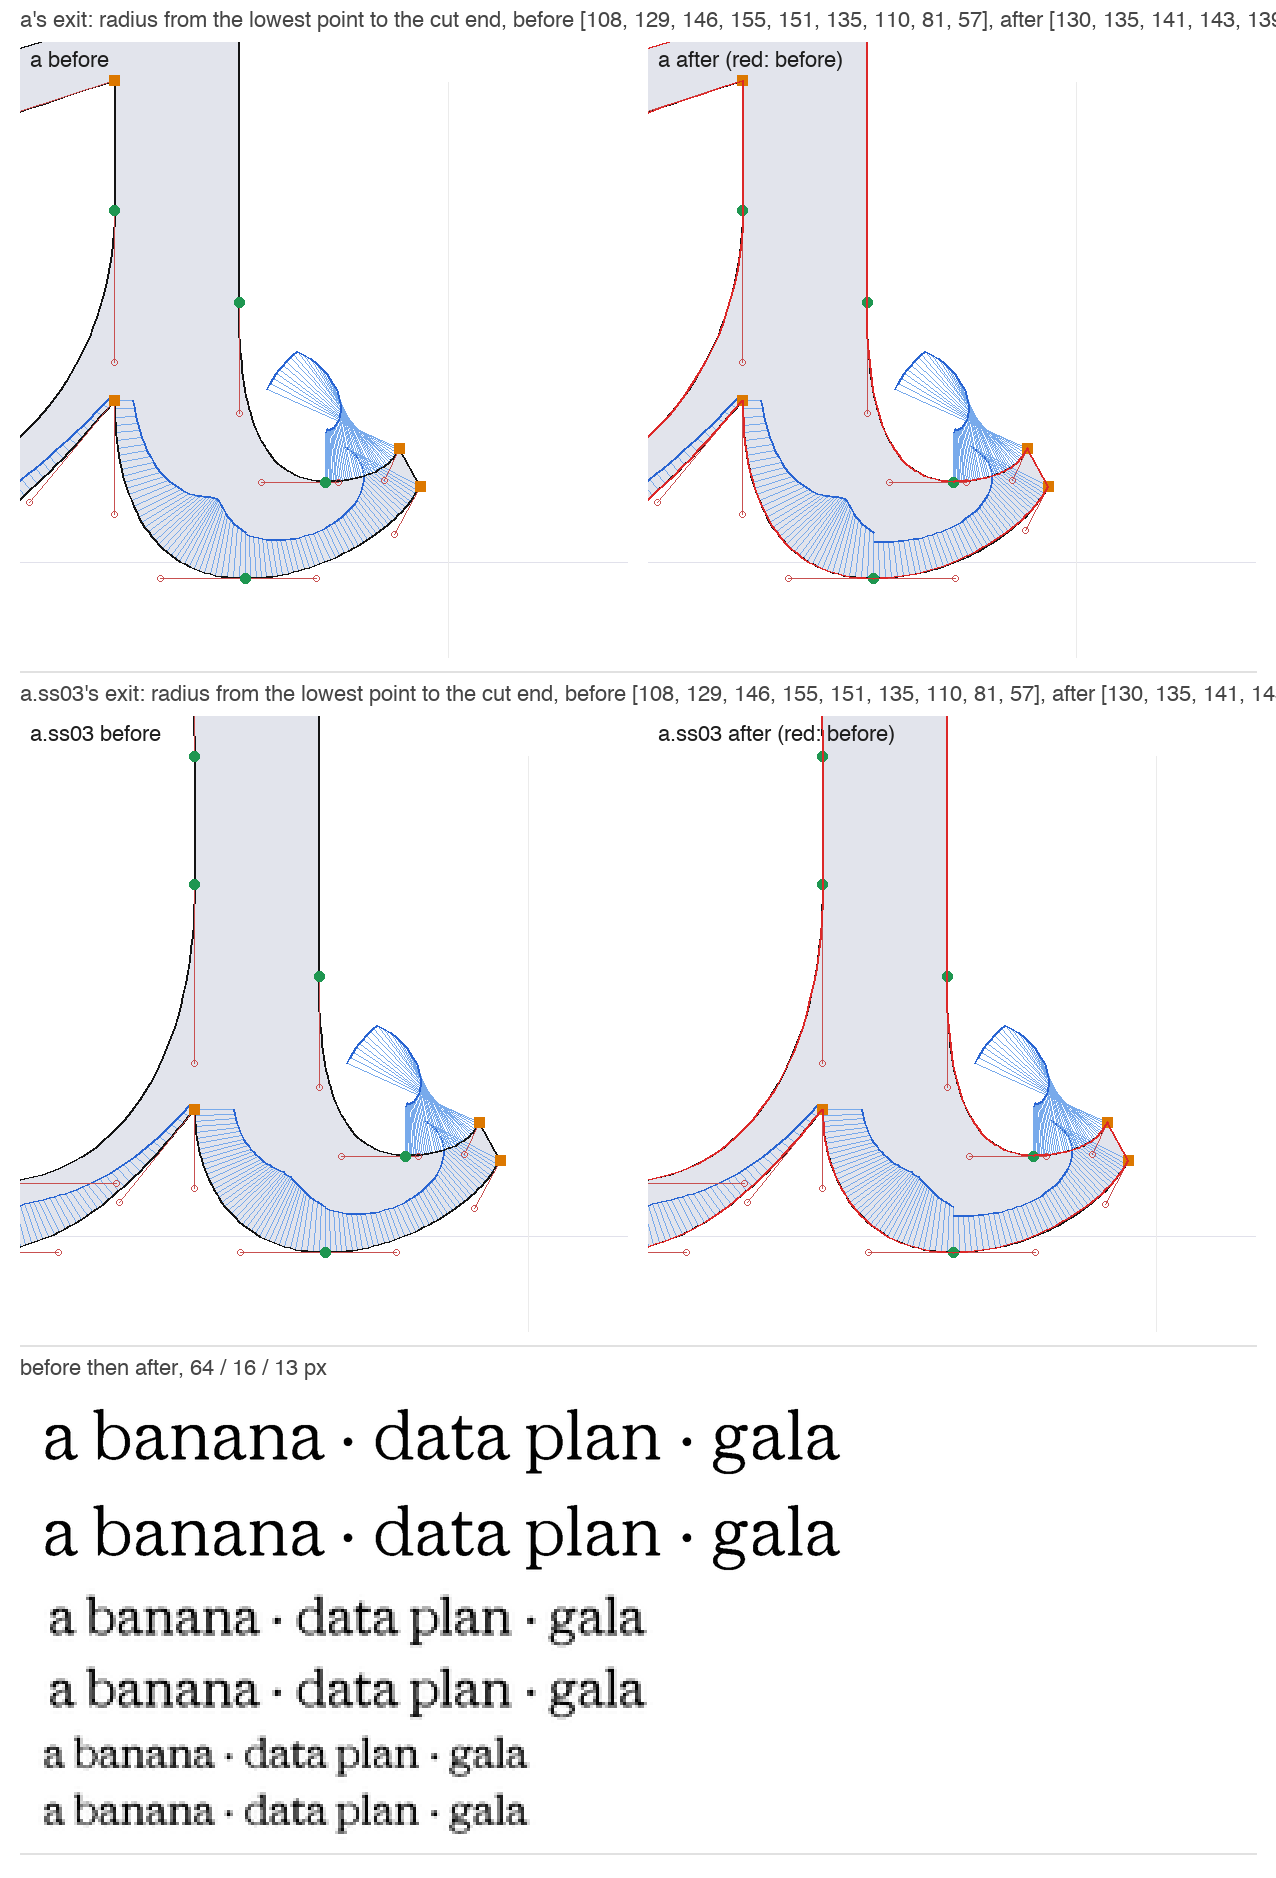 a's exit: radius from the lowest point to the cut end, before [108, 129, 146, 155, 151, 135, 110, 81, 57], after [130, 135, 141, 143, 139
a before
a after (red: before)
a.ss03's exit: radius from the lowest point to the cut end, before [108, 129, 146, 155, 151, 135, 110, 81, 57], after [130, 135, 141, 14
a.ss03 before
a.ss03 after (red: before)
before then after, 64 / 16 / 13 px
a banana · data plan · gala
a banana · data plan · gala
a banana · data plan · gala
a banana · data plan · gala
a banana · data plan · gala
a banana · data plan · gala